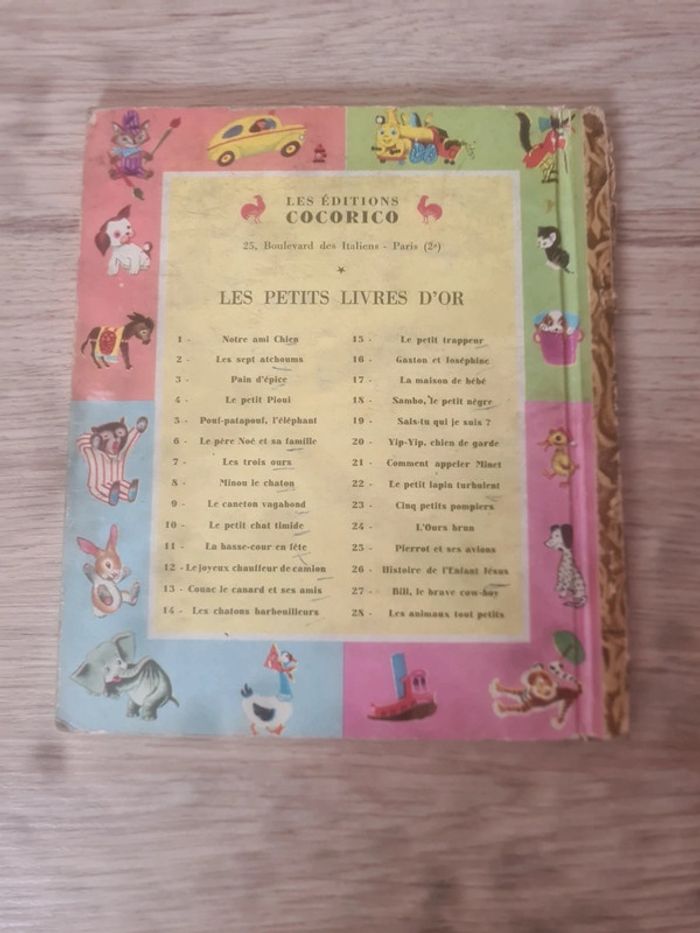 LES ÉDITIONS
COCORICO
25, Boulevard des Italiens - Paris (2e)
LES PETITS LIVRES D'OR
1 - Notre ami Chien
2 - Les sept atchoums
3 - Pain d'épice
4 - Le petit Pioui
5 - Pouf-patapouf, l'éléphant
6 - Le père Noé et sa famille
7 - Les trois ours
8 - Minou le chaton
9 - Le caneton vagabond
10 - Le petit chat timide
11 - La basse-cour en fête
12 - Le joyeux chauffeur de camion
13 - Couac le canard et ses amis
14 - Les chatons barbouilleurs
15 - Le petit trappeur
16 - Gaston et Joséphine
17 - La maison de bébé
18 - Sambo, le petit nègre
19 - Sais-tu qui je suis ?
20 - Yip-Yip, chien de garde
21 - Comment appeler Minet
22 - Le petit lapin turbulent
23 - Cinq petits pompiers
24 - L'Ours brun
25 - Pierrot et ses avions
26 - Histoire de l'Enfant Jésus
27 - Bill, le brave cow-boy
28 - Les animaux tout petits